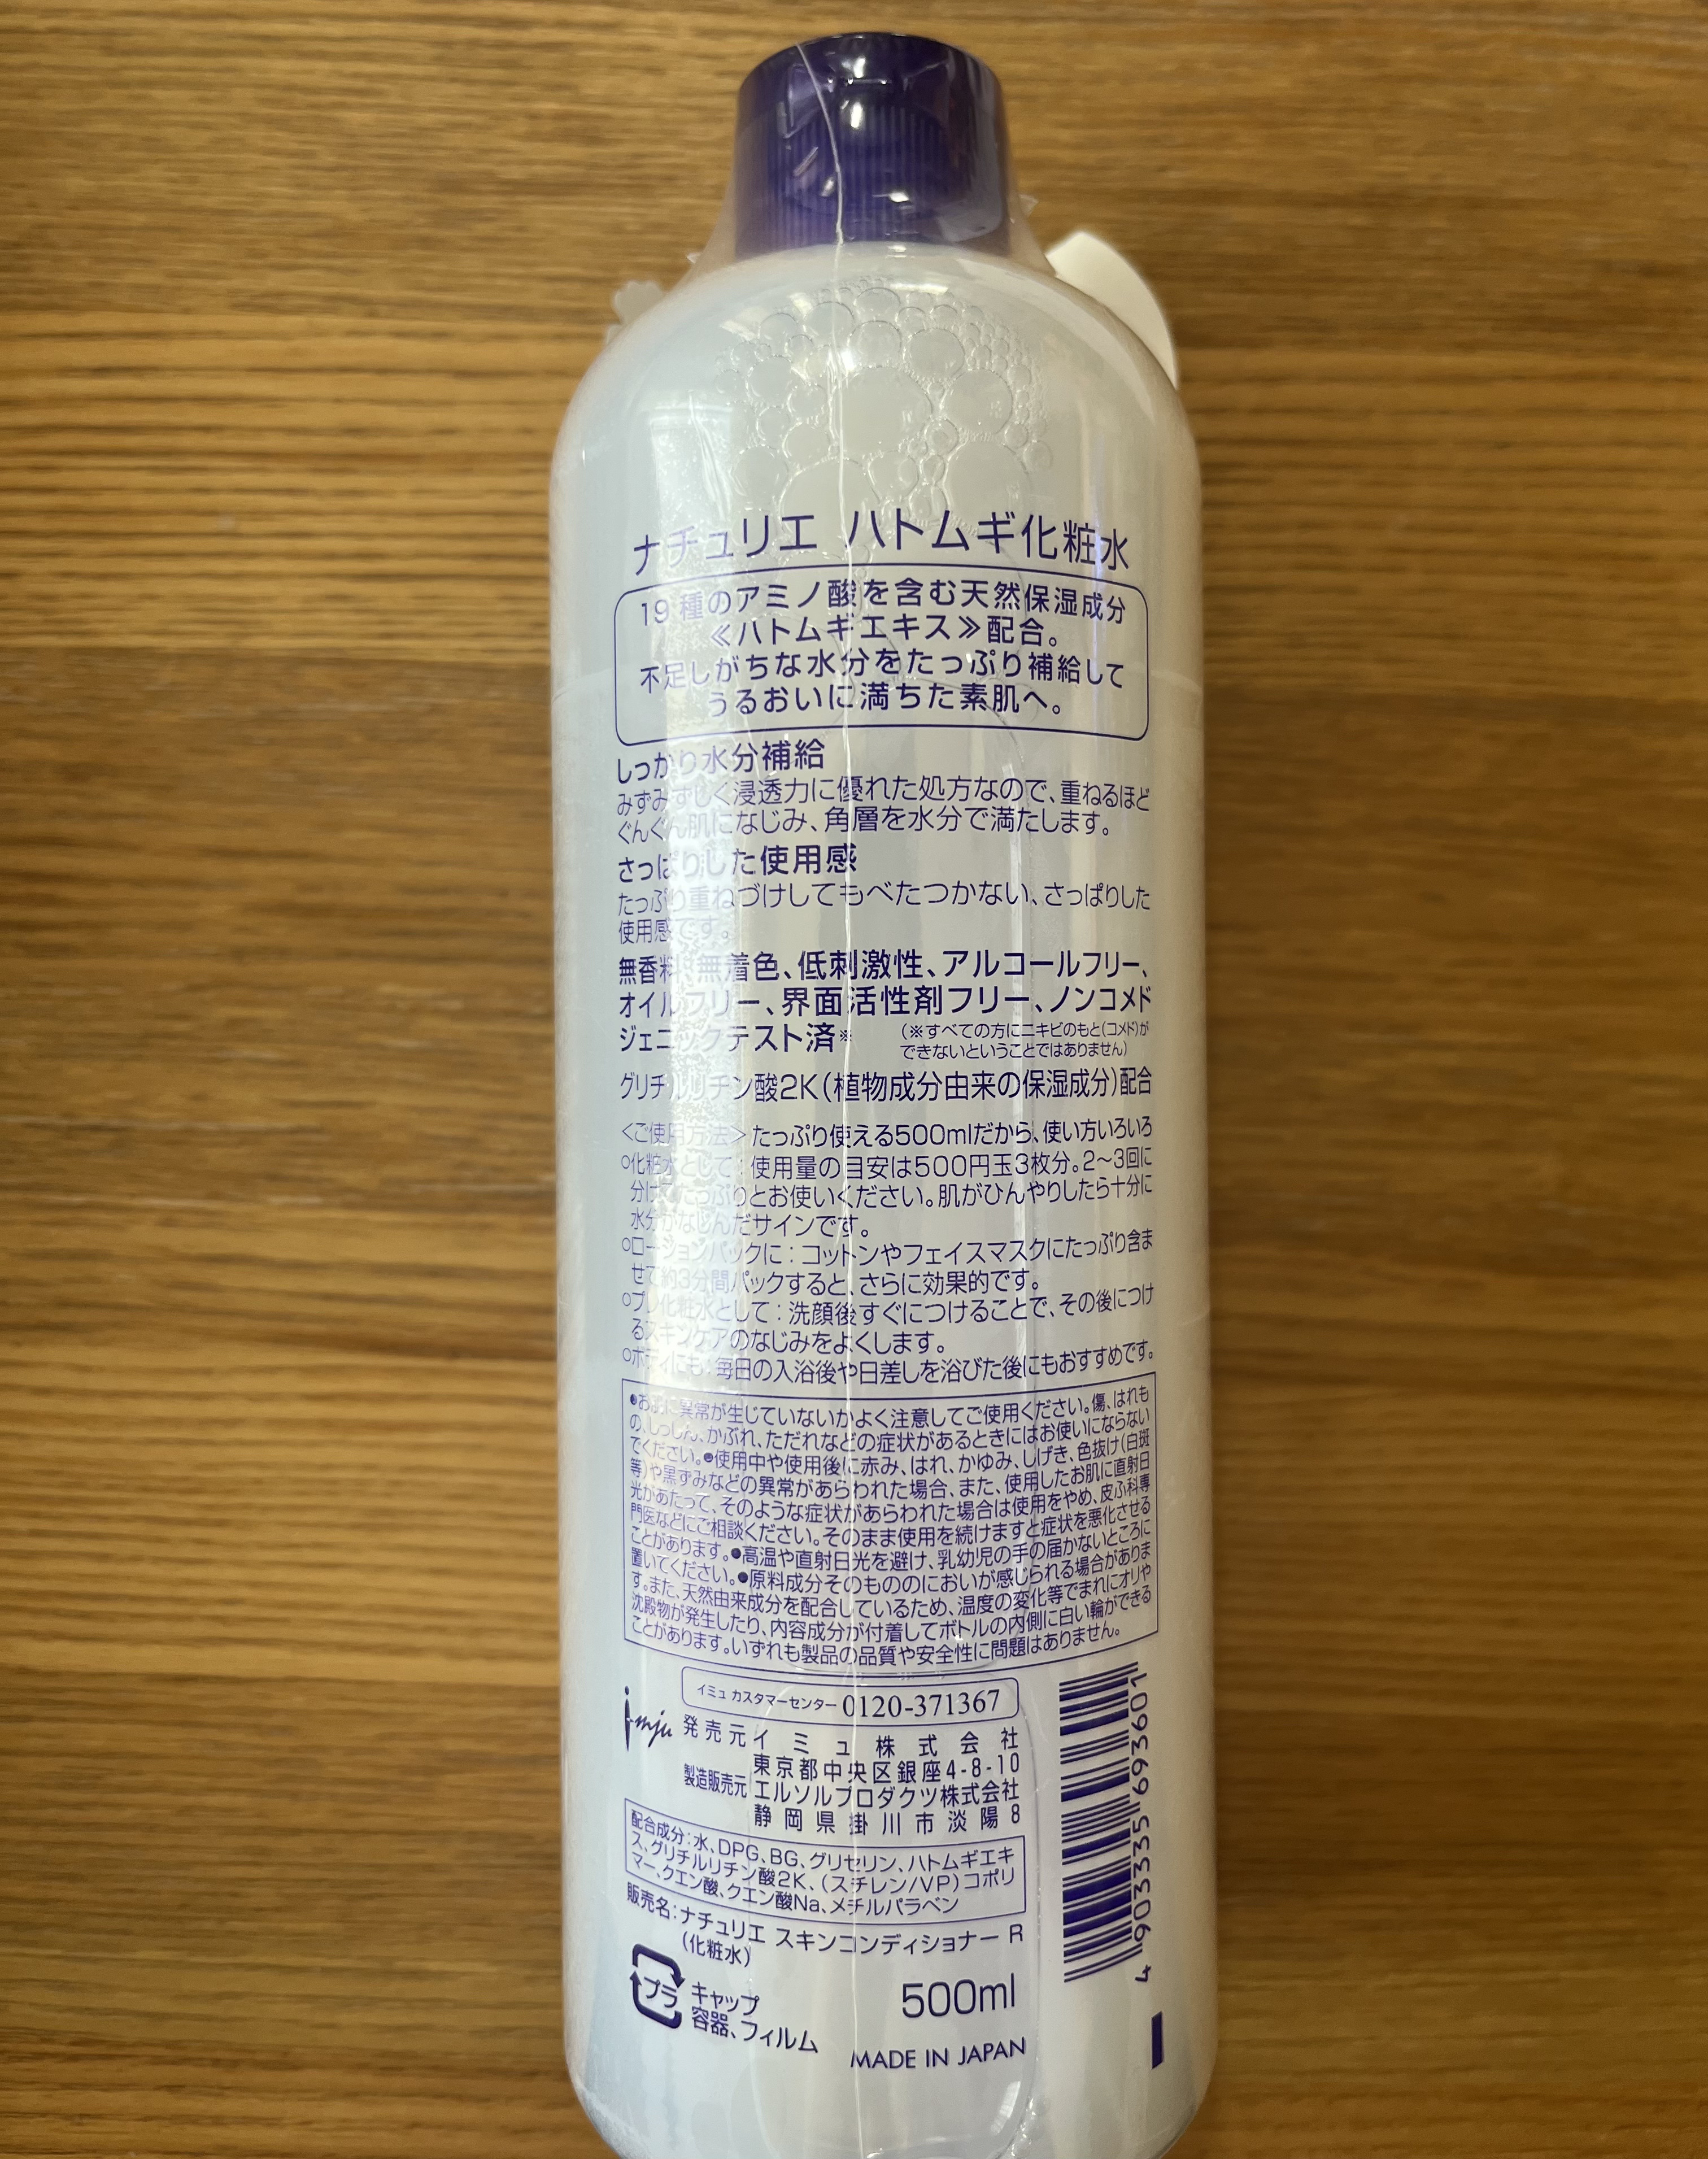 ナチュリエ ハトムギ化粧水
19種のアミノ酸を含む天然保湿成分
≪ハトムギエキス≫配合。
不足しがちな水分をたっぷり補給して
うるおいに満ちた素肌へ。
しっかり水分補給
みずみずしく浸透力に優れた処方なので、重ねるほど
ぐんぐん肌になじみ、角層を水分で満たします。
さっぱりした使用感
たっぷり重ねづけしてもべたつかない、さっぱりした
使用感です。
無香料、無着色、低刺激性、アルコールフリー、
オイルフリー、界面活性剤フリー、ノンコメド
ジェニックテスト済※
(※すべての方にニキビのもと(コメド)が
できないということではありません)
グリチルリチン酸2K(植物成分由来の保湿成分)配合
<ご使用方法>たっぷり使える500mlだから、使い方いろいろ
○化粧水として:使用量の目安は500円玉3枚分。2~3回に
分けてたっぷりとお使いください。肌がひんやりしたら十分に
水分がなじんだサインです。
○ローションパックに:コットンやフェイスマスクにたっぷり含ま
せて約3分間パックすると、さらに効果的です。
○プレ化粧水として:洗顔後すぐにつけることで、その後につけ
るスキンケアのなじみをよくします。
○ボディにも:毎日の入浴後や日差しを浴びた後にもおすすめです。
●お肌に異常が生じていないかよく注意してご使用ください。傷、はれも
の、しっしん、かぶれ、ただれなどの症状があるときにはお使いにならない
でください。●使用中や使用後に赤み、はれ、かゆみ、しげき、色抜け(白斑
等)や黒ずみなどの異常があらわれた場合、また、使用したお肌に直射日
光があたって、そのような症状があらわれた場合は使用をやめ、皮ふ科専
門医などにご相談ください。そのまま使用を続けますと症状を悪化させる
ことがあります。●高温や直射日光を避け、乳幼児の手の届かないところに
置いてください。●原料成分そのもののにおいが感じられる場合がありま
す。また、天然由来成分を配合しているため、温度の変化等でまれにオリや
沈殿物が発生したり、内容成分が付着してボトルの内側に白い輪ができる
ことがあります。いずれも製品の品質や安全性に問題はありません。
イミュ カスタマーセンター 0120-371367
imju
発売元 イミュ株式会社
東京都中央区銀座4-8-10
製造販売元 エルソルプロダクツ株式会社
静岡県掛川市淡陽8
配合成分:水、DPG、BG、グリセリン、ハトムギエキ
ス、グリチルリチン酸2K、(スチレン/VP)コポリ
マー、クエン酸、クエン酸Na、メチルパラベン
販売名:ナチュリエ スキンコンディショナー R
(化粧水)
プラ
キャップ
容器、フィルム
500ml
MADE IN JAPAN
4 903335 693601